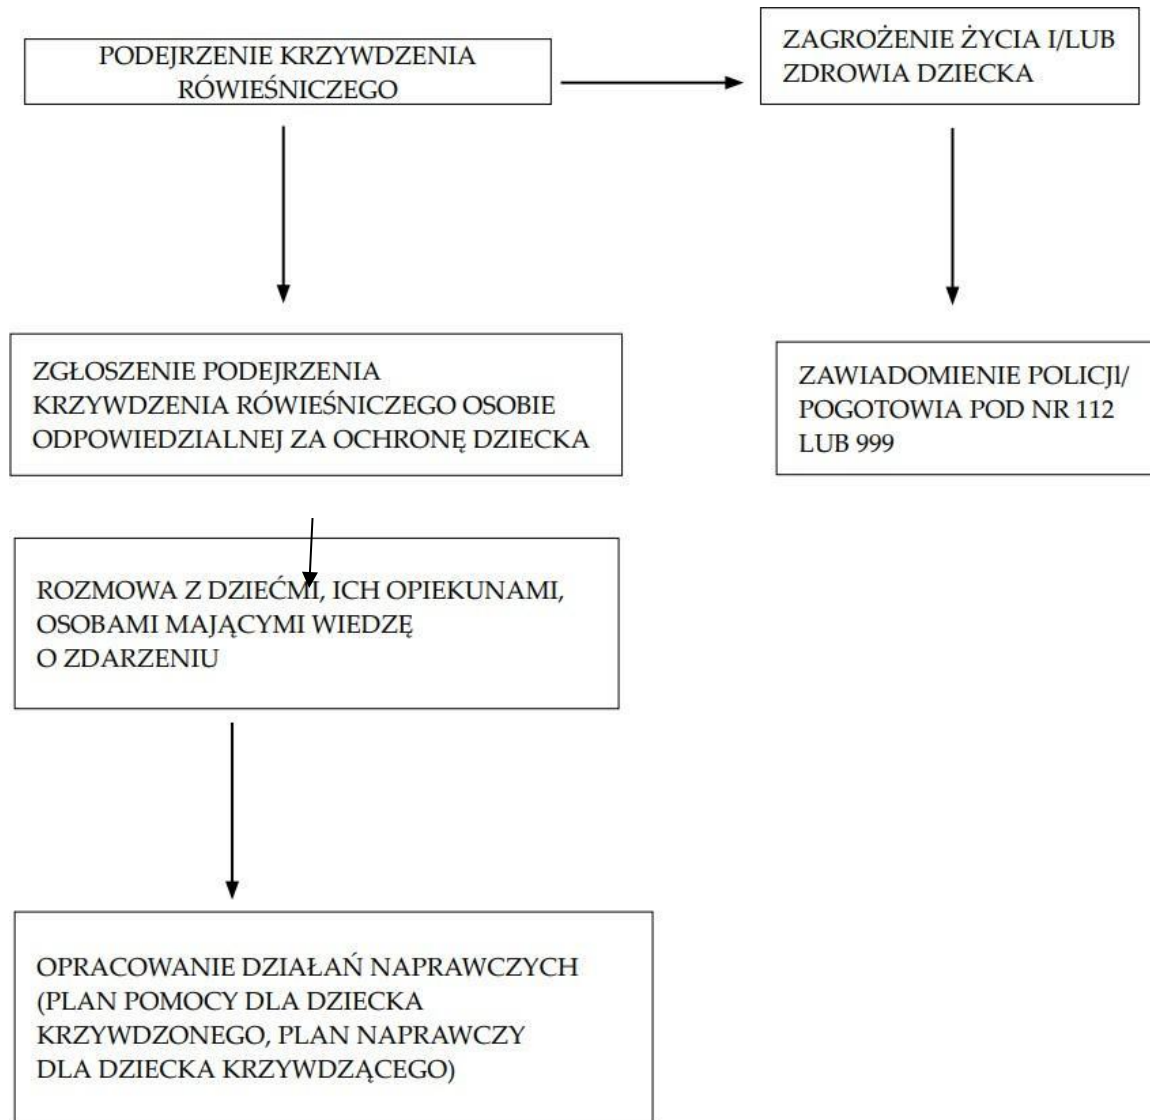 PODEJRZENIE KRZYWDZENIA
RÓWIEŚNICZEGO
ZAGROŻENIE ŻYCIA I/LUB
ZDROWIA DZIECKA
ZGŁOSZENIE PODEJRZENIA
KRZYWDZENIA RÓWIEŚNICZEGO OSOBIE
ODPOWIEDZIALNEJ ZA OCHRONĘ DZIECKA
ZAWIADOMIENIE POLICJI/
POGOTOWIA POD NR 112
LUB 999
ROZMOWA Z DZIEĆMI, ICH OPIEKUNAMI,
OSOBAMI MAJĄCYMI WIEDZĘ
O ZDARZENIU
OPRACOWANIE DZIAŁAŃ NAPRAWCZYCH
(PLAN POMOCY DLA DZIECKA
KRZYWDZONEGO, PLAN NAPRAWCZY
DLA DZIECKA KRZYWDZĄCEGO)